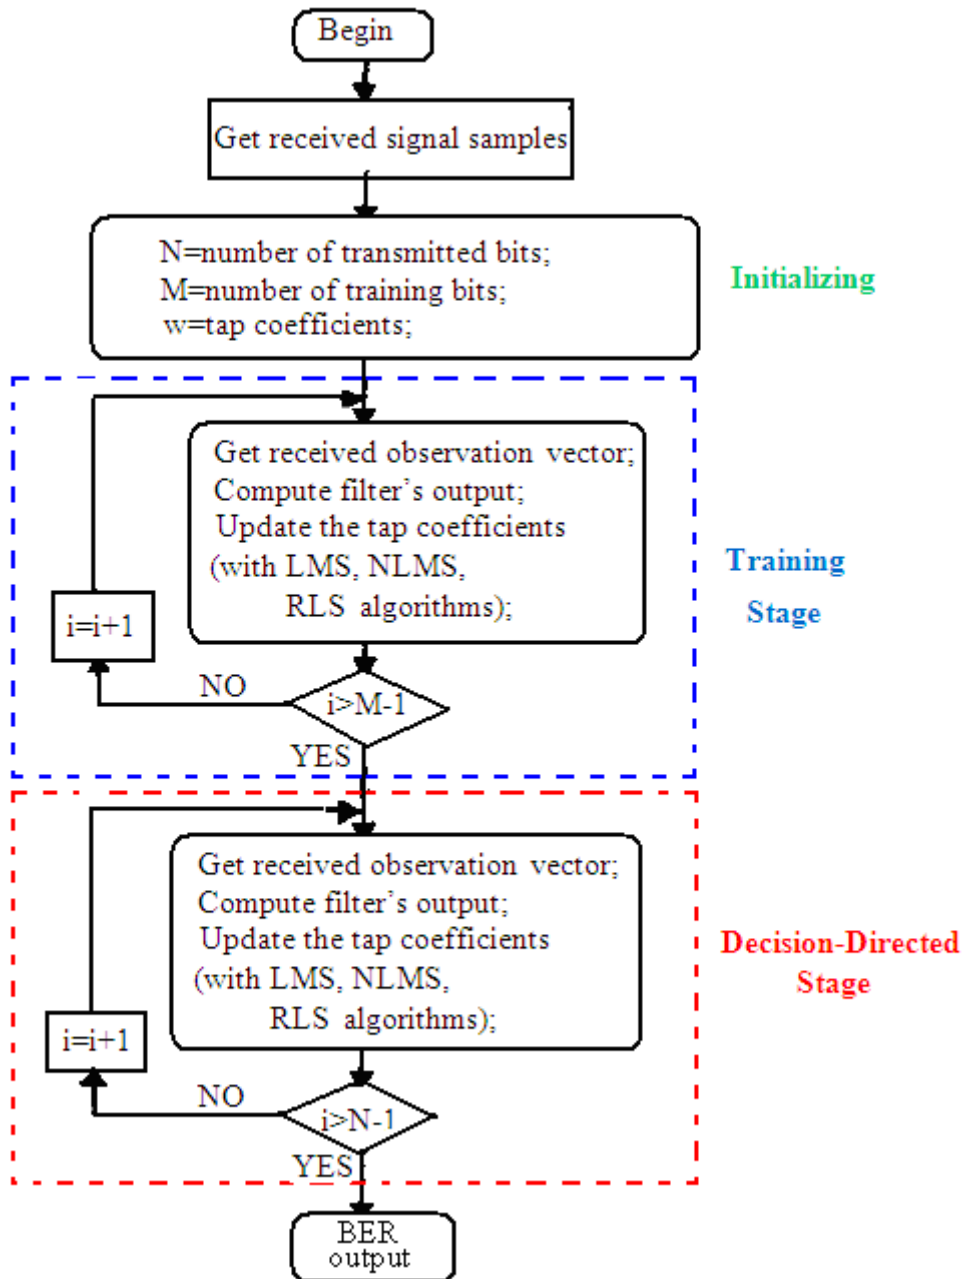 Begin
Get received signal samples
N=number of transmitted bits;
M=number of training bits;
w=tap coefficients;
Initializing
Get received observation vector;
Compute filter's output;
Update the tap coefficients
(with LMS, NLMS,
RLS algorithms);
Training
Stage
i=i+1
NO
i>M-1
YES
Get received observation vector;
Compute filter's output;
Update the tap coefficients
(with LMS, NLMS,
RLS algorithms);
Decision-Directed
Stage
i=i+1
NO
i>N-1
YES
BER
output